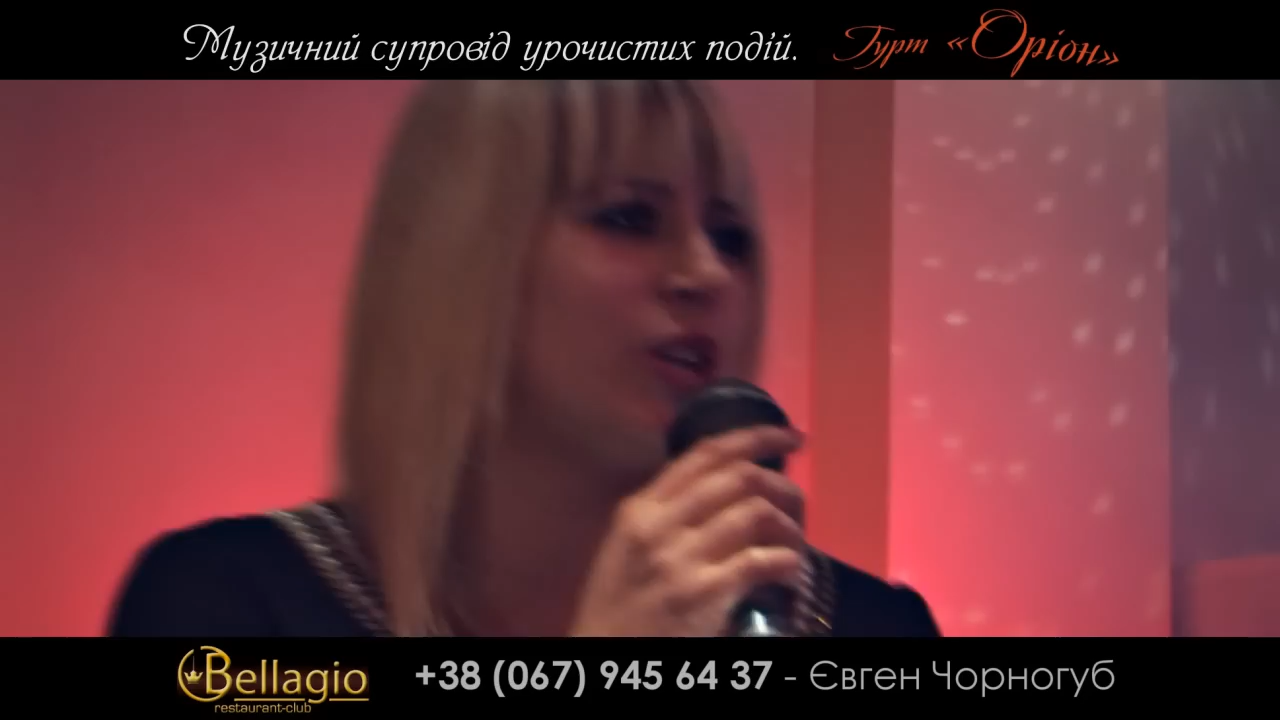 Музичний супровід урочистих подій. Гурт «Оріон»
Bellagio
restaurant-club
+38 (067) 945 64 37 - Євген Чорногуб